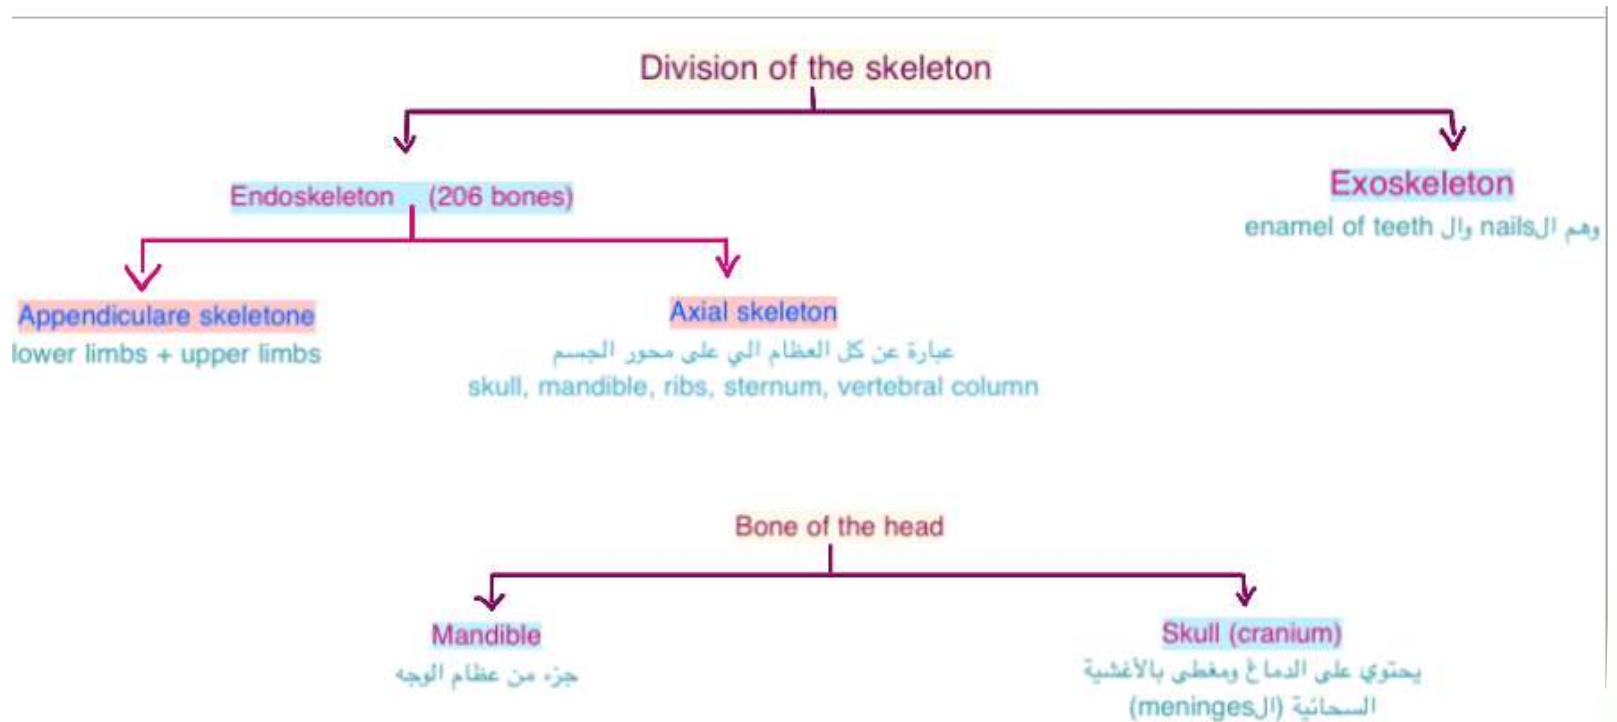 Division of the skeleton
Endoskeleton (206 bones)
Exoskeleton
وهم الnails وال enamel of teeth
Appendiculare skeletone
lower limbs + upper limbs
Axial skeleton
عبارة عن كل العظام الي على محور الجسم
skull, mandible, ribs, sternum, vertebral column
Bone of the head
Mandible
جزء من عظام الوجه
Skull (cranium)
يحتوي على الدماغ ومغطى بالأغشية
السحائية (الmeninges)